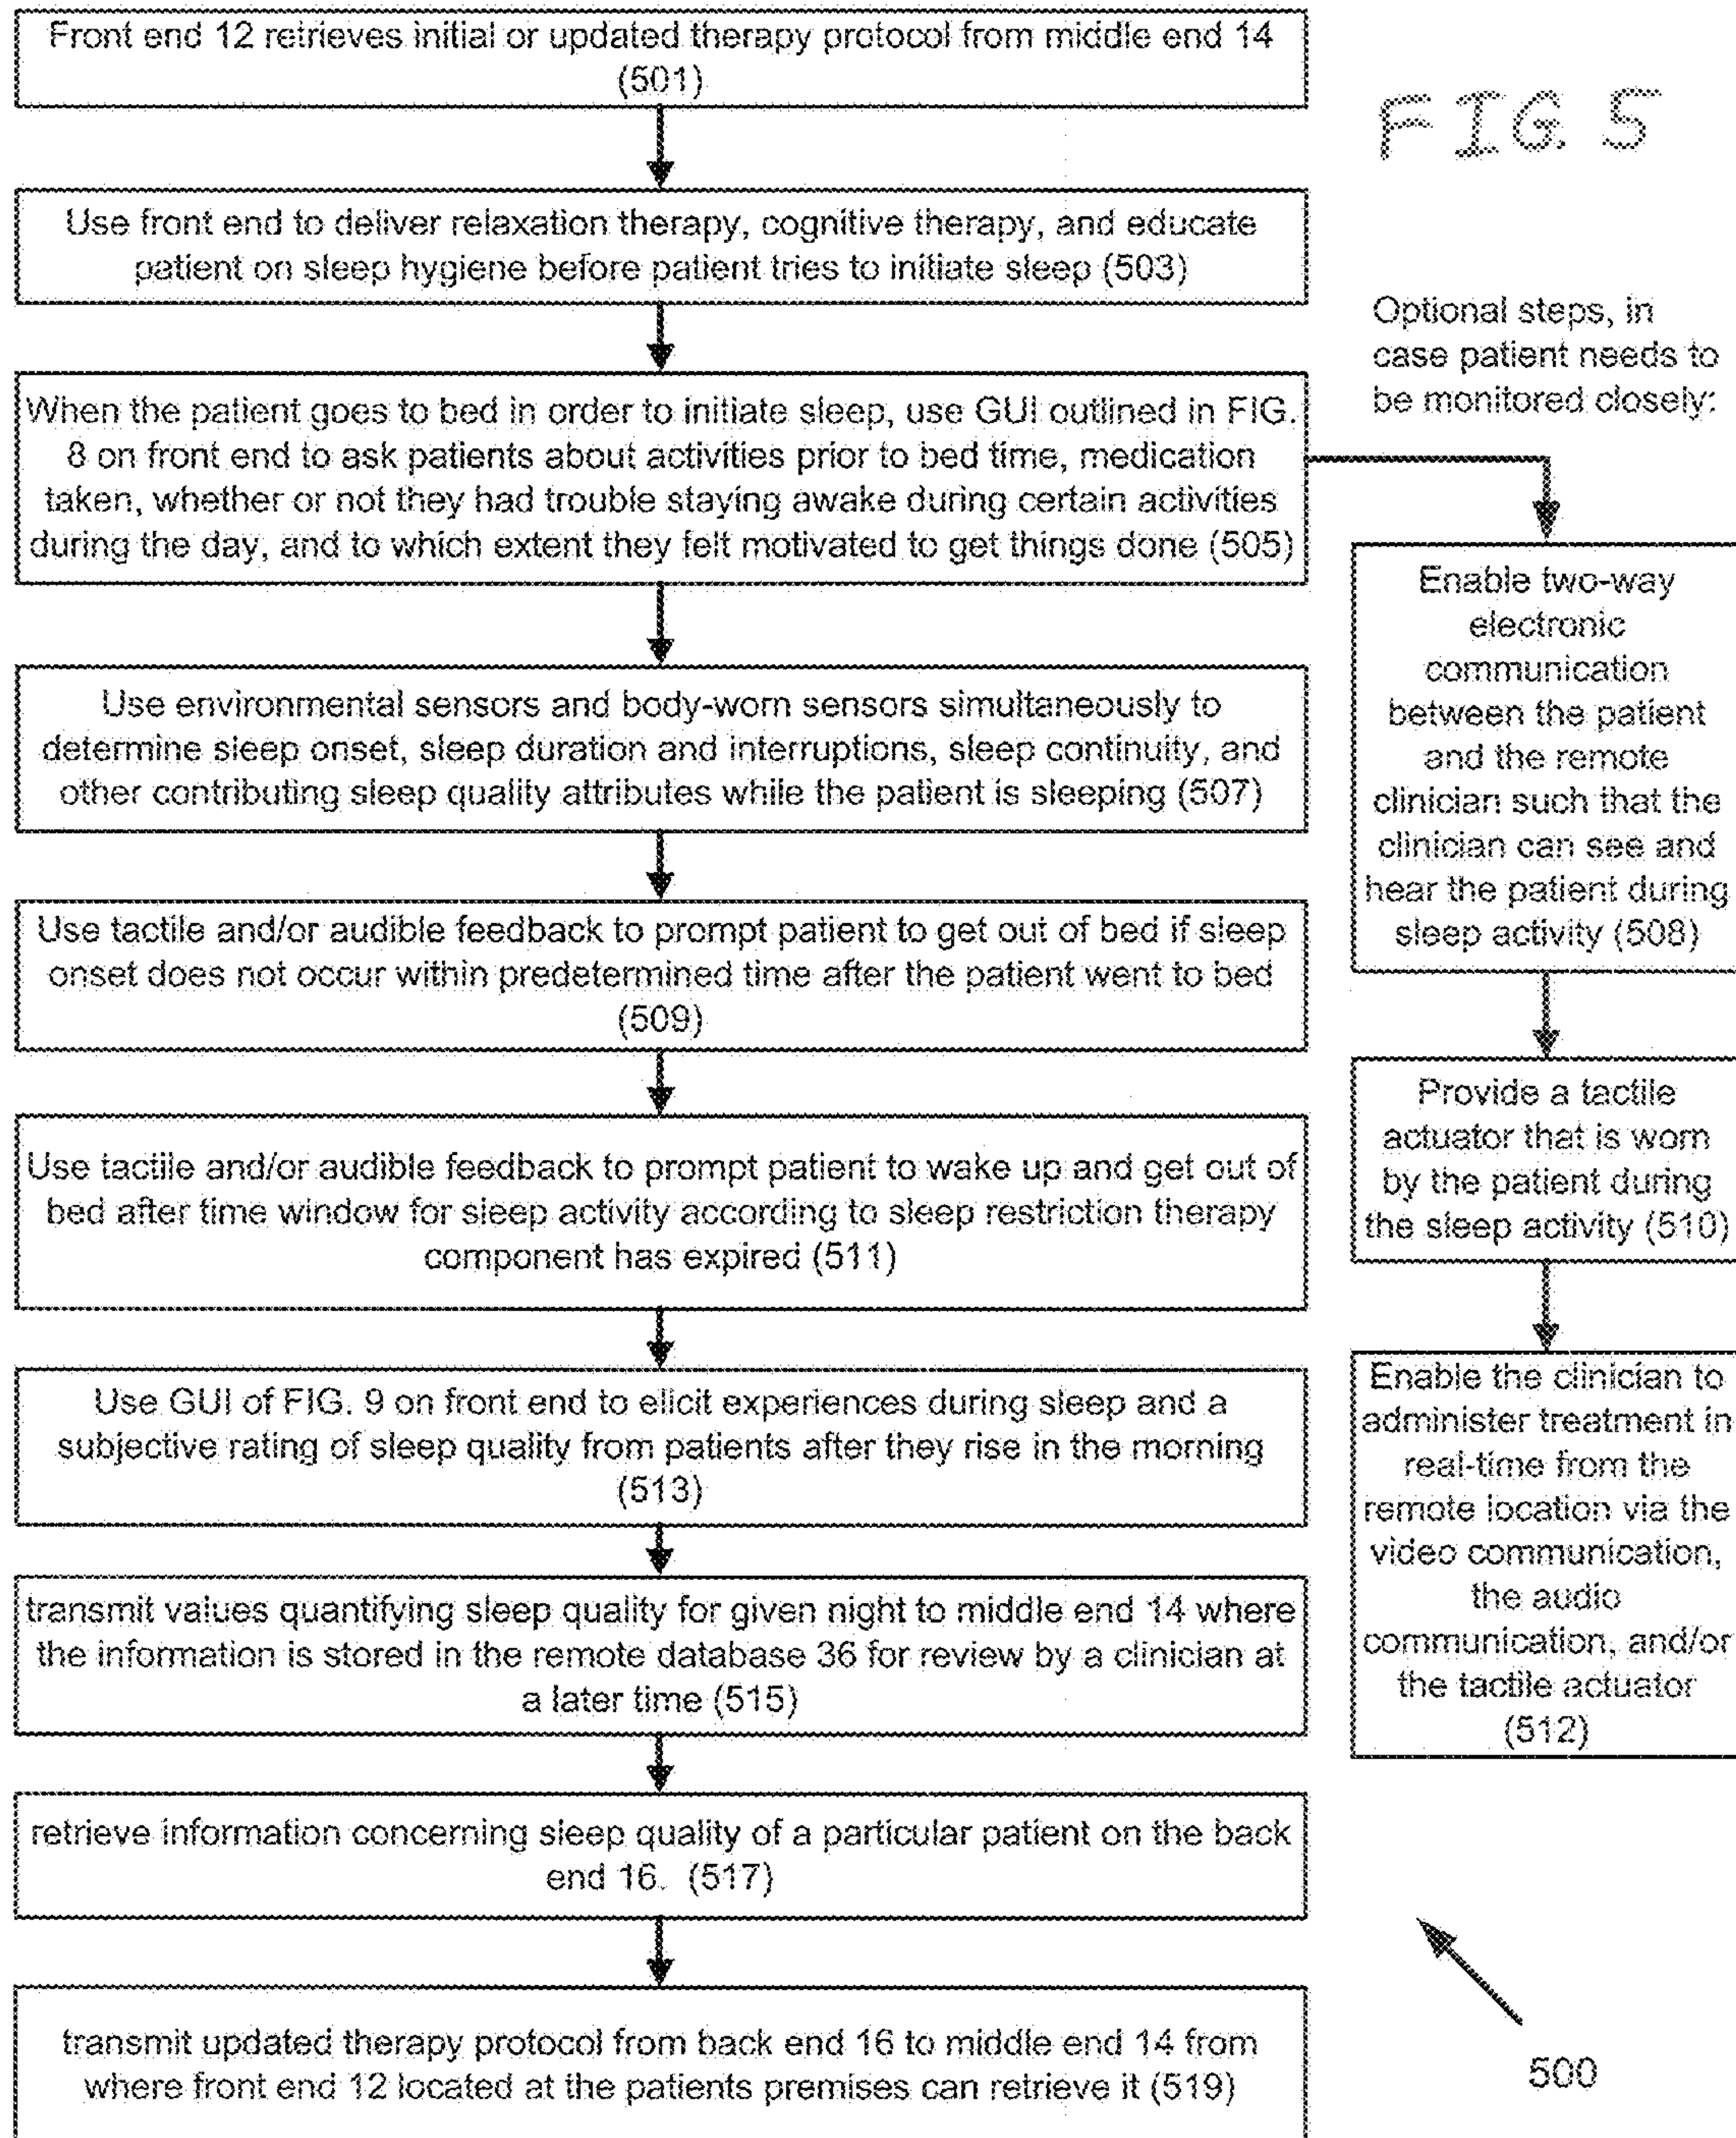 Front end 12 retrieves initial or updated therapy protocol from middle end 14
(501)
FIG. 5
Use front end to deliver relaxation therapy, cognitive therapy, and educate
patient on sleep hygiene before patient tries to initiate sleep (503)
When the patient goes to bed in order to initiate sleep, use GUI outlined in FIG.
8 on front end to ask patients about activities prior to bed time, medication
taken, whether or not they had trouble staying awake during certain activities
during the day, and to which extent they felt motivated to get things done (505)
Use environmental sensors and body-worn sensors simultaneously to
determine sleep onset, sleep duration and interruptions, sleep continuity, and
other contributing sleep quality attributes while the patient is sleeping (507)
Use tactile and/or audible feedback to prompt patient to get out of bed if sleep
onset does not occur within predetermined time after the patient went to bed
(509)
Use tactile and/or audible feedback to prompt patient to wake up and get out of
bed after time window for sleep activity according to sleep restriction therapy
component has expired (511)
Use GUI of FIG. 9 on front end to elicit experiences during sleep and a
subjective rating of sleep quality from patients after they rise in the morning
(513)
transmit values quantifying sleep quality for given night to middle end 14 where
the information is stored in the remote database 36 for review by a clinician at
a later time (515)
retrieve information concerning sleep quality of a particular patient on the back
end 16. (517)
transmit updated therapy protocol from back end 16 to middle end 14 from
where front end 12 located at the patients premises can retrieve it (519)
Optional steps, in
case patient needs to
be monitored closely:
Enable two-way
electronic
communication
between the patient
and the remote
clinician such that the
clinician can see and
hear the patient during
sleep activity (508)
Provide a tactile
actuator that is worn
by the patient during
the sleep activity (510)
Enable the clinician to
administer treatment in
real-time from the
remote location via the
video communication,
the audio
communication, and/or
the tactile actuator
(512)
500